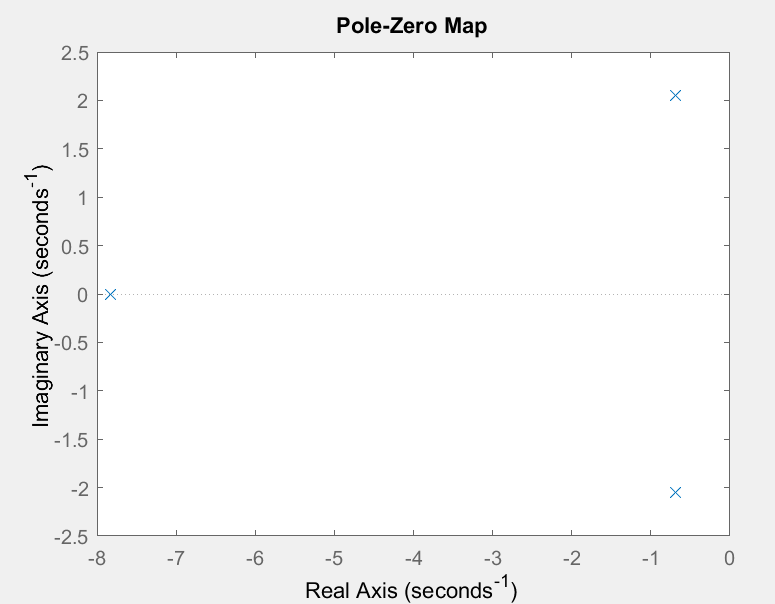 Pole-Zero Map
2.5
2
1.5
1
0.5
0
-0.5
-1
-1.5
-2
-2.5
Imaginary Axis (seconds⁻¹)
-8 -7 -6 -5 -4 -3 -2 -1 0
Real Axis (seconds⁻¹)